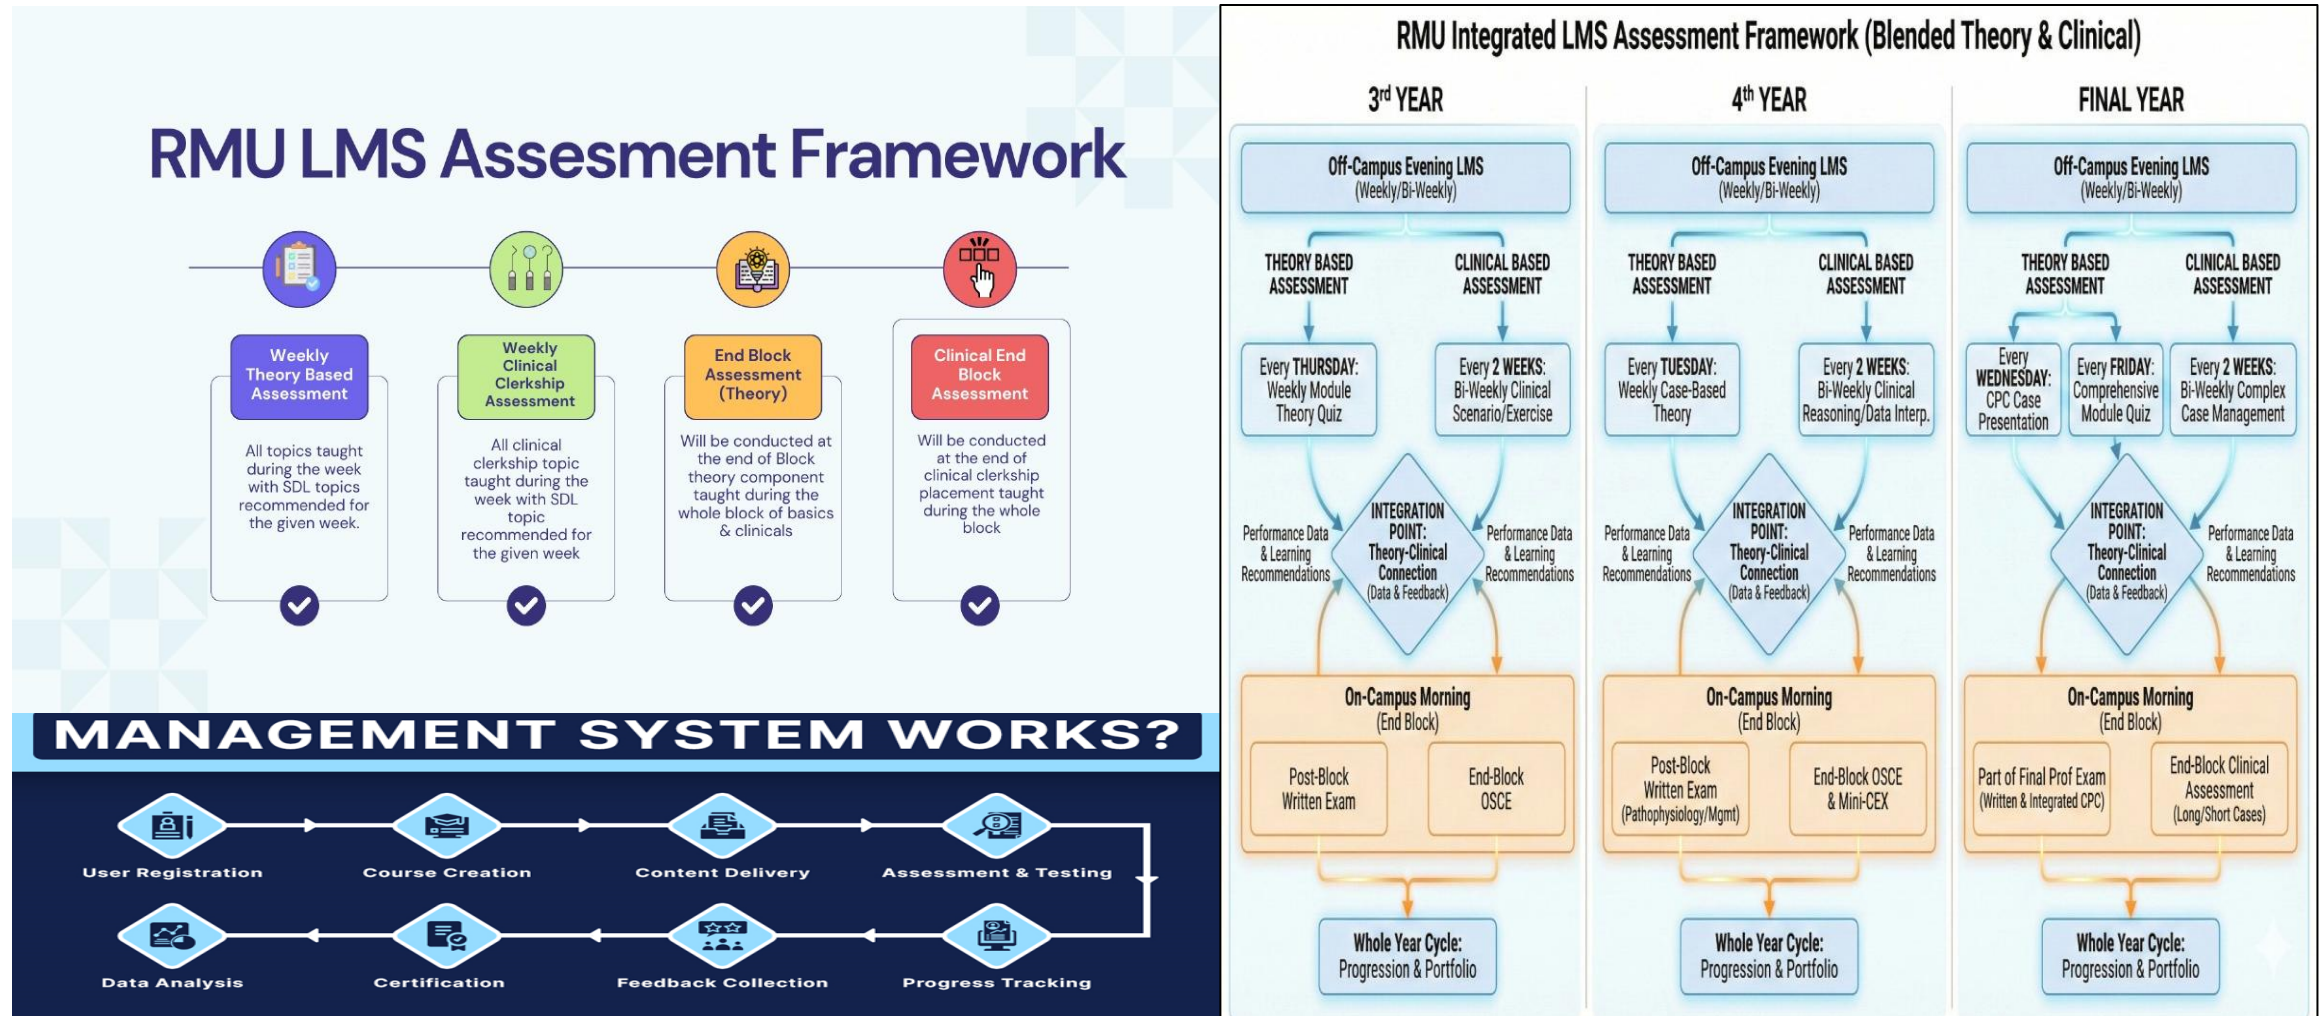 RMU LMS Assesment Framework
Weekly
Theory Based
Assessment
All topics taught
during the week
with SDL topics
recommended for
the given week.
Weekly
Clinical
Clerkship
Assessment
All clinical
clerkship topic
taught during the
week with SDL
topic
recommended for
the given week
End Block
Assessment
(Theory)
Will be conducted at
the end of Block
theory component
taught during the
whole block of basics
& clinicals
Clinical End
Block
Assessment
Will be conducted
at the end of
clinical clerkship
placement taught
during the whole
block
MANAGEMENT SYSTEM WORKS?
User Registration
Course Creation
Content Delivery
Assessment & Testing
Data Analysis
Certification
Feedback Collection
Progress Tracking
RMU Integrated LMS Assessment Framework (Blended Theory & Clinical)
3rd YEAR
Off-Campus Evening LMS
(Weekly/Bi-Weekly)
THEORY BASED
ASSESSMENT
CLINICAL BASED
ASSESSMENT
Every THURSDAY:
Weekly Module
Theory Quiz
Every 2 WEEKS:
Bi-Weekly Clinical
Scenario/Exercise
Performance Data
& Learning
Recommendations
INTEGRATION
POINT:
Theory-Clinical
Connection
(Data & Feedback)
Performance Data
& Learning
Recommendations
On-Campus Morning
(End Block)
Post-Block
Written Exam
End-Block
OSCE
Whole Year Cycle:
Progression & Portfolio
4th YEAR
Off-Campus Evening LMS
(Weekly/Bi-Weekly)
THEORY BASED
ASSESSMENT
CLINICAL BASED
ASSESSMENT
Every TUESDAY:
Weekly Case-Based
Theory
Every 2 WEEKS:
Bi-Weekly Clinical
Reasoning/Data Interp.
Performance Data
& Learning
Recommendations
INTEGRATION
POINT:
Theory-Clinical
Connection
(Data & Feedback)
Performance Data
& Learning
Recommendations
On-Campus Morning
(End Block)
Post-Block
Written Exam
(Pathophysiology/Mgmt)
End-Block OSCE
& Mini-CEX
Whole Year Cycle:
Progression & Portfolio
FINAL YEAR
Off-Campus Evening LMS
(Weekly/Bi-Weekly)
THEORY BASED
ASSESSMENT
CLINICAL BASED
ASSESSMENT
Every
WEDNESDAY:
CPC Case
Presentation
Every FRIDAY:
Comprehensive
Module Quiz
Every 2 WEEKS:
Bi-Weekly Complex
Case Management
INTEGRATION
POINT:
Theory-Clinical
Connection
(Data & Feedback)
Performance Data
& Learning
Recommendations
On-Campus Morning
(End Block)
Part of Final Prof Exam
(Written & Integrated CPC)
End-Block Clinical
Assessment
(Long/Short Cases)
Whole Year Cycle:
Progression & Portfolio